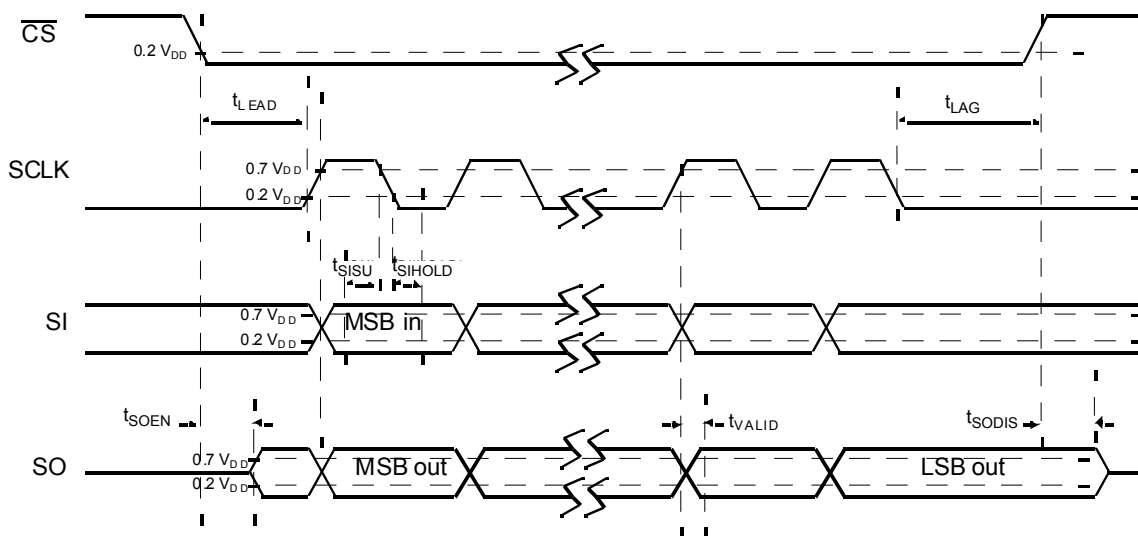 CS
0.2 VDD
tLEAD
tLAG
SCLK
0.7 VDD
0.2 VDD
tSISU tSIHOLD
SI
0.7 VDD
MSB in
0.2 VDD
tSOEN
tVALID
tSODIS
SO
0.7 VDD
MSB out
LSB out
0.2 VDD